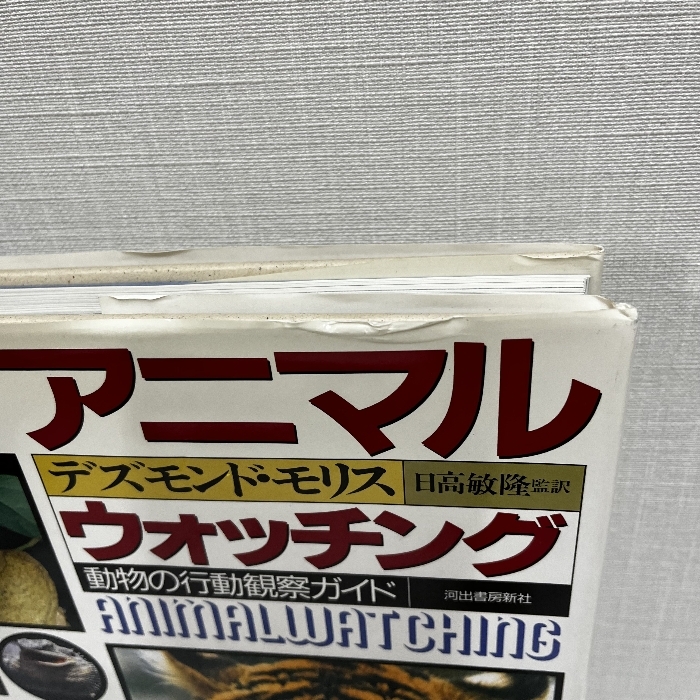 アニマル
デズモンド・モリス 日高敏隆監訳
ウォッチング
動物の行動観察ガイド 河出書房新社
ANIMALWATCHING